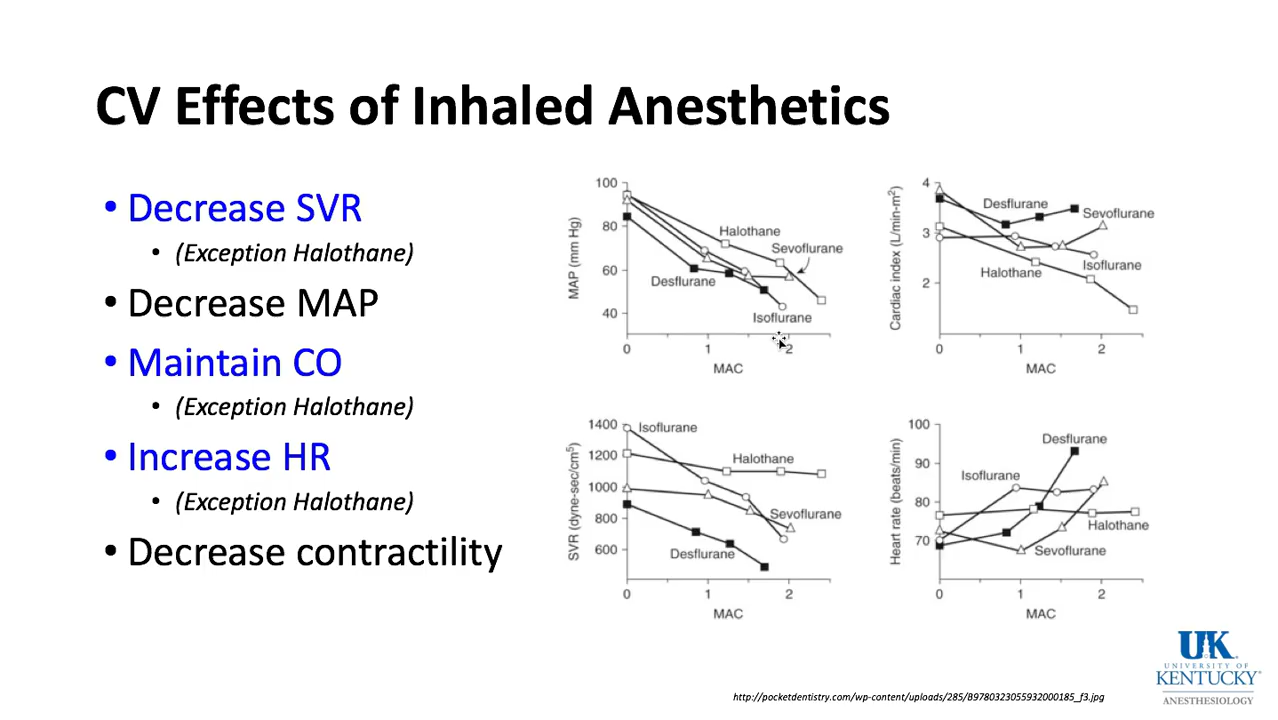 CV Effects of Inhaled Anesthetics
• Decrease SVR
• (Exception Halothane)
• Decrease MAP
• Maintain CO
• (Exception Halothane)
• Increase HR
• (Exception Halothane)
• Decrease contractility
100
80
60
40
MAP (mm Hg)
Halothane
Sevoflurane
Desflurane
Isoflurane
0 1 2
MAC
4
3
2
Cardiac index (L/min-m²)
Desflurane
Sevoflurane
Isoflurane
Halothane
0 1 2
MAC
1400
1200
1000
800
600
SVR (dyne-sec/cm⁵)
Isoflurane
Halothane
Sevoflurane
Desflurane
0 1 2
MAC
100
90
80
70
Heart rate (beats/min)
Desflurane
Isoflurane
Halothane
Sevoflurane
0 1 2
MAC
UK
UNIVERSITY OF
KENTUCKY
ANESTHESIOLOGY
http://pocketdentistry.com/wp-content/uploads/285/B9780323055932000185_f3.jpg